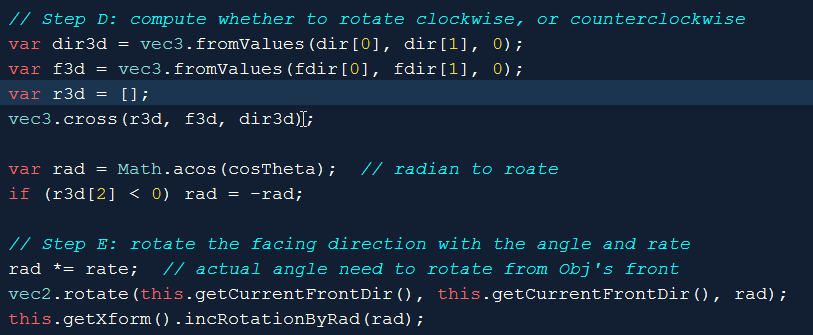 // Step D: compute whether to rotate clockwise, or counterclockwise
var dir3d = vec3.fromValues(dir[0], dir[1], 0);
var f3d = vec3.fromValues(fdir[0], fdir[1], 0);
var r3d = [];
vec3.cross(r3d, f3d, dir3d);
var rad = Math.acos(cosTheta);  // radian to roate
if (r3d[2] < 0) rad = -rad;
// Step E: rotate the facing direction with the angle and rate
rad *= rate;  // actual angle need to rotate from Obj's front
vec2.rotate(this.getCurrentFrontDir(), this.getCurrentFrontDir(), rad);
this.getXform().incRotationByRad(rad);